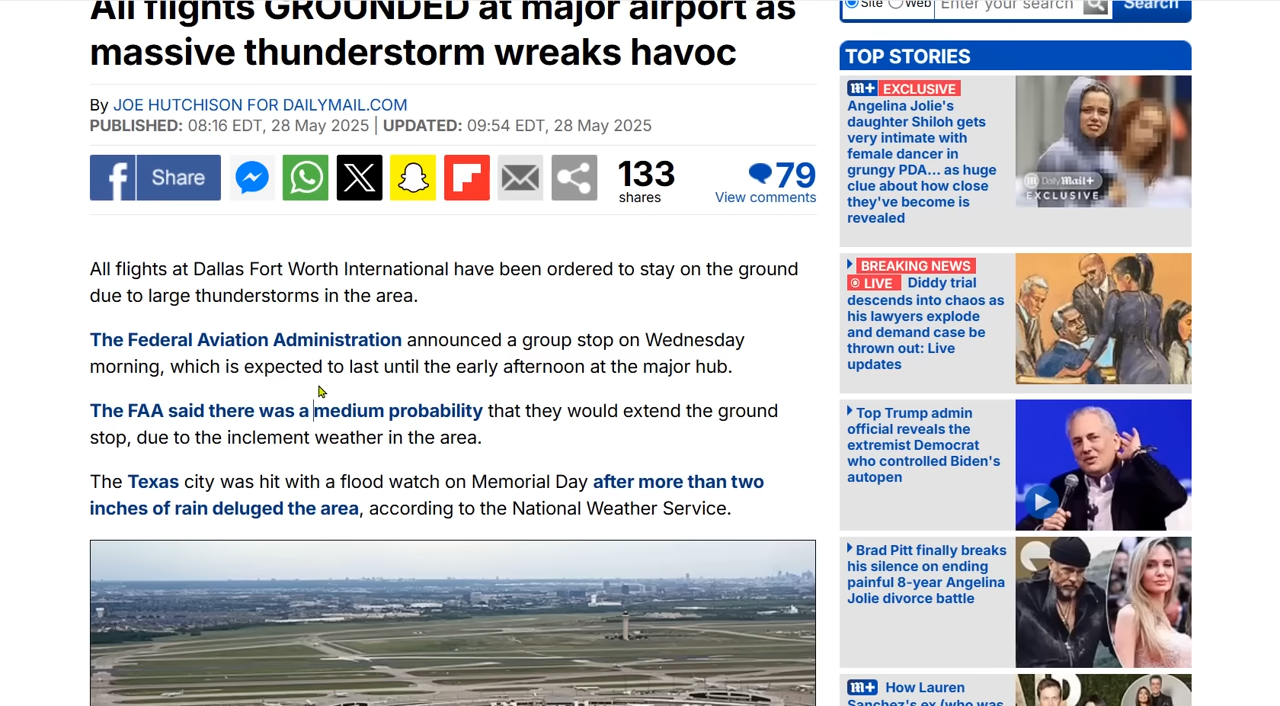 All flights GROUNDED at major airport as
massive thunderstorm wreaks havoc
By JOE HUTCHISON FOR DAILYMAIL.COM
PUBLISHED: 08:16 EDT, 28 May 2025 | UPDATED: 09:54 EDT, 28 May 2025
Share
133
shares
79
View comments
All flights at Dallas Fort Worth International have been ordered to stay on the ground
due to large thunderstorms in the area.
The Federal Aviation Administration announced a group stop on Wednesday
morning, which is expected to last until the early afternoon at the major hub.
The FAA said there was a medium probability that they would extend the ground
stop, due to the inclement weather in the area.
The Texas city was hit with a flood watch on Memorial Day after more than two
inches of rain deluged the area, according to the National Weather Service.
Site Web Enter your search Search
TOP STORIES
m+ EXCLUSIVE
Angelina Jolie's
daughter Shiloh gets
very intimate with
female dancer in
grungy PDA... as huge
clue about how close
they've become is
revealed
m DailyMail+
EXCLUSIVE
BREAKING NEWS
LIVE Diddy trial
descends into chaos as
his lawyers explode
and demand case be
thrown out: Live
updates
Top Trump admin
official reveals the
extremist Democrat
who controlled Biden's
autopen
Brad Pitt finally breaks
his silence on ending
painful 8-year Angelina
Jolie divorce battle
m+ How Lauren
Sanchez's ex (who was